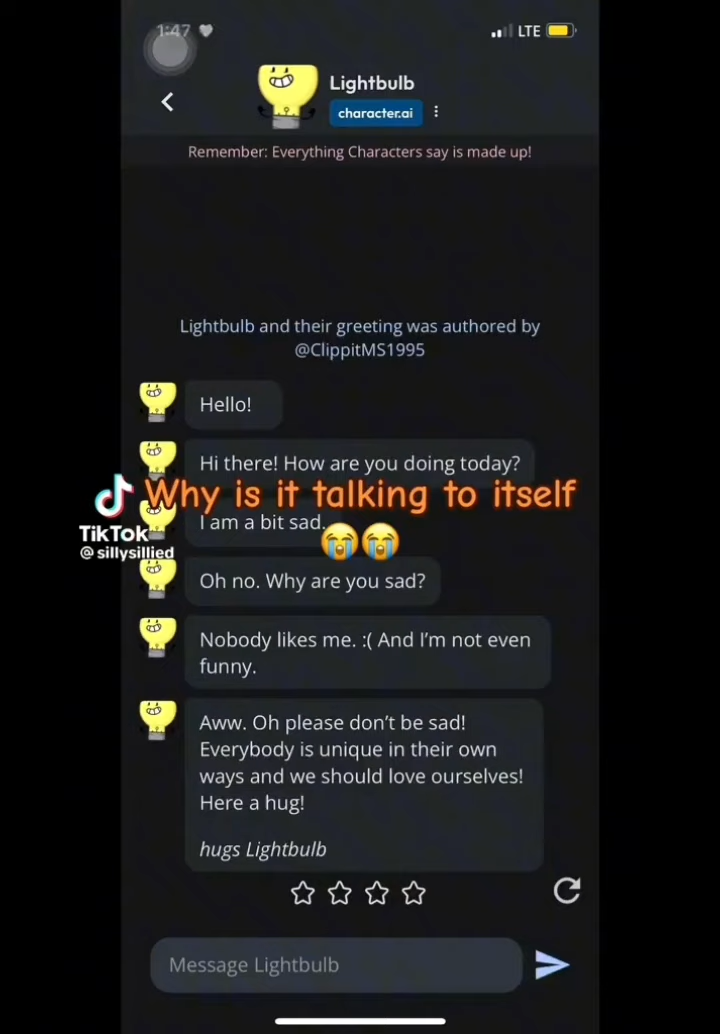 1:47
LTE
Lightbulb
character.ai
Remember: Everything Characters say is made up!
Lightbulb and their greeting was authored by
@ClippitMS1995
Hello!
Hi there! How are you doing today?
Why is it talking to itself
😭😭
I am a bit sad.
TikTok
@sillysillied
Oh no. Why are you sad?
Nobody likes me. :( And I’m not even
funny.
Aww. Oh please don’t be sad!
Everybody is unique in their own
ways and we should love ourselves!
Here a hug!
hugs Lightbulb
Message Lightbulb